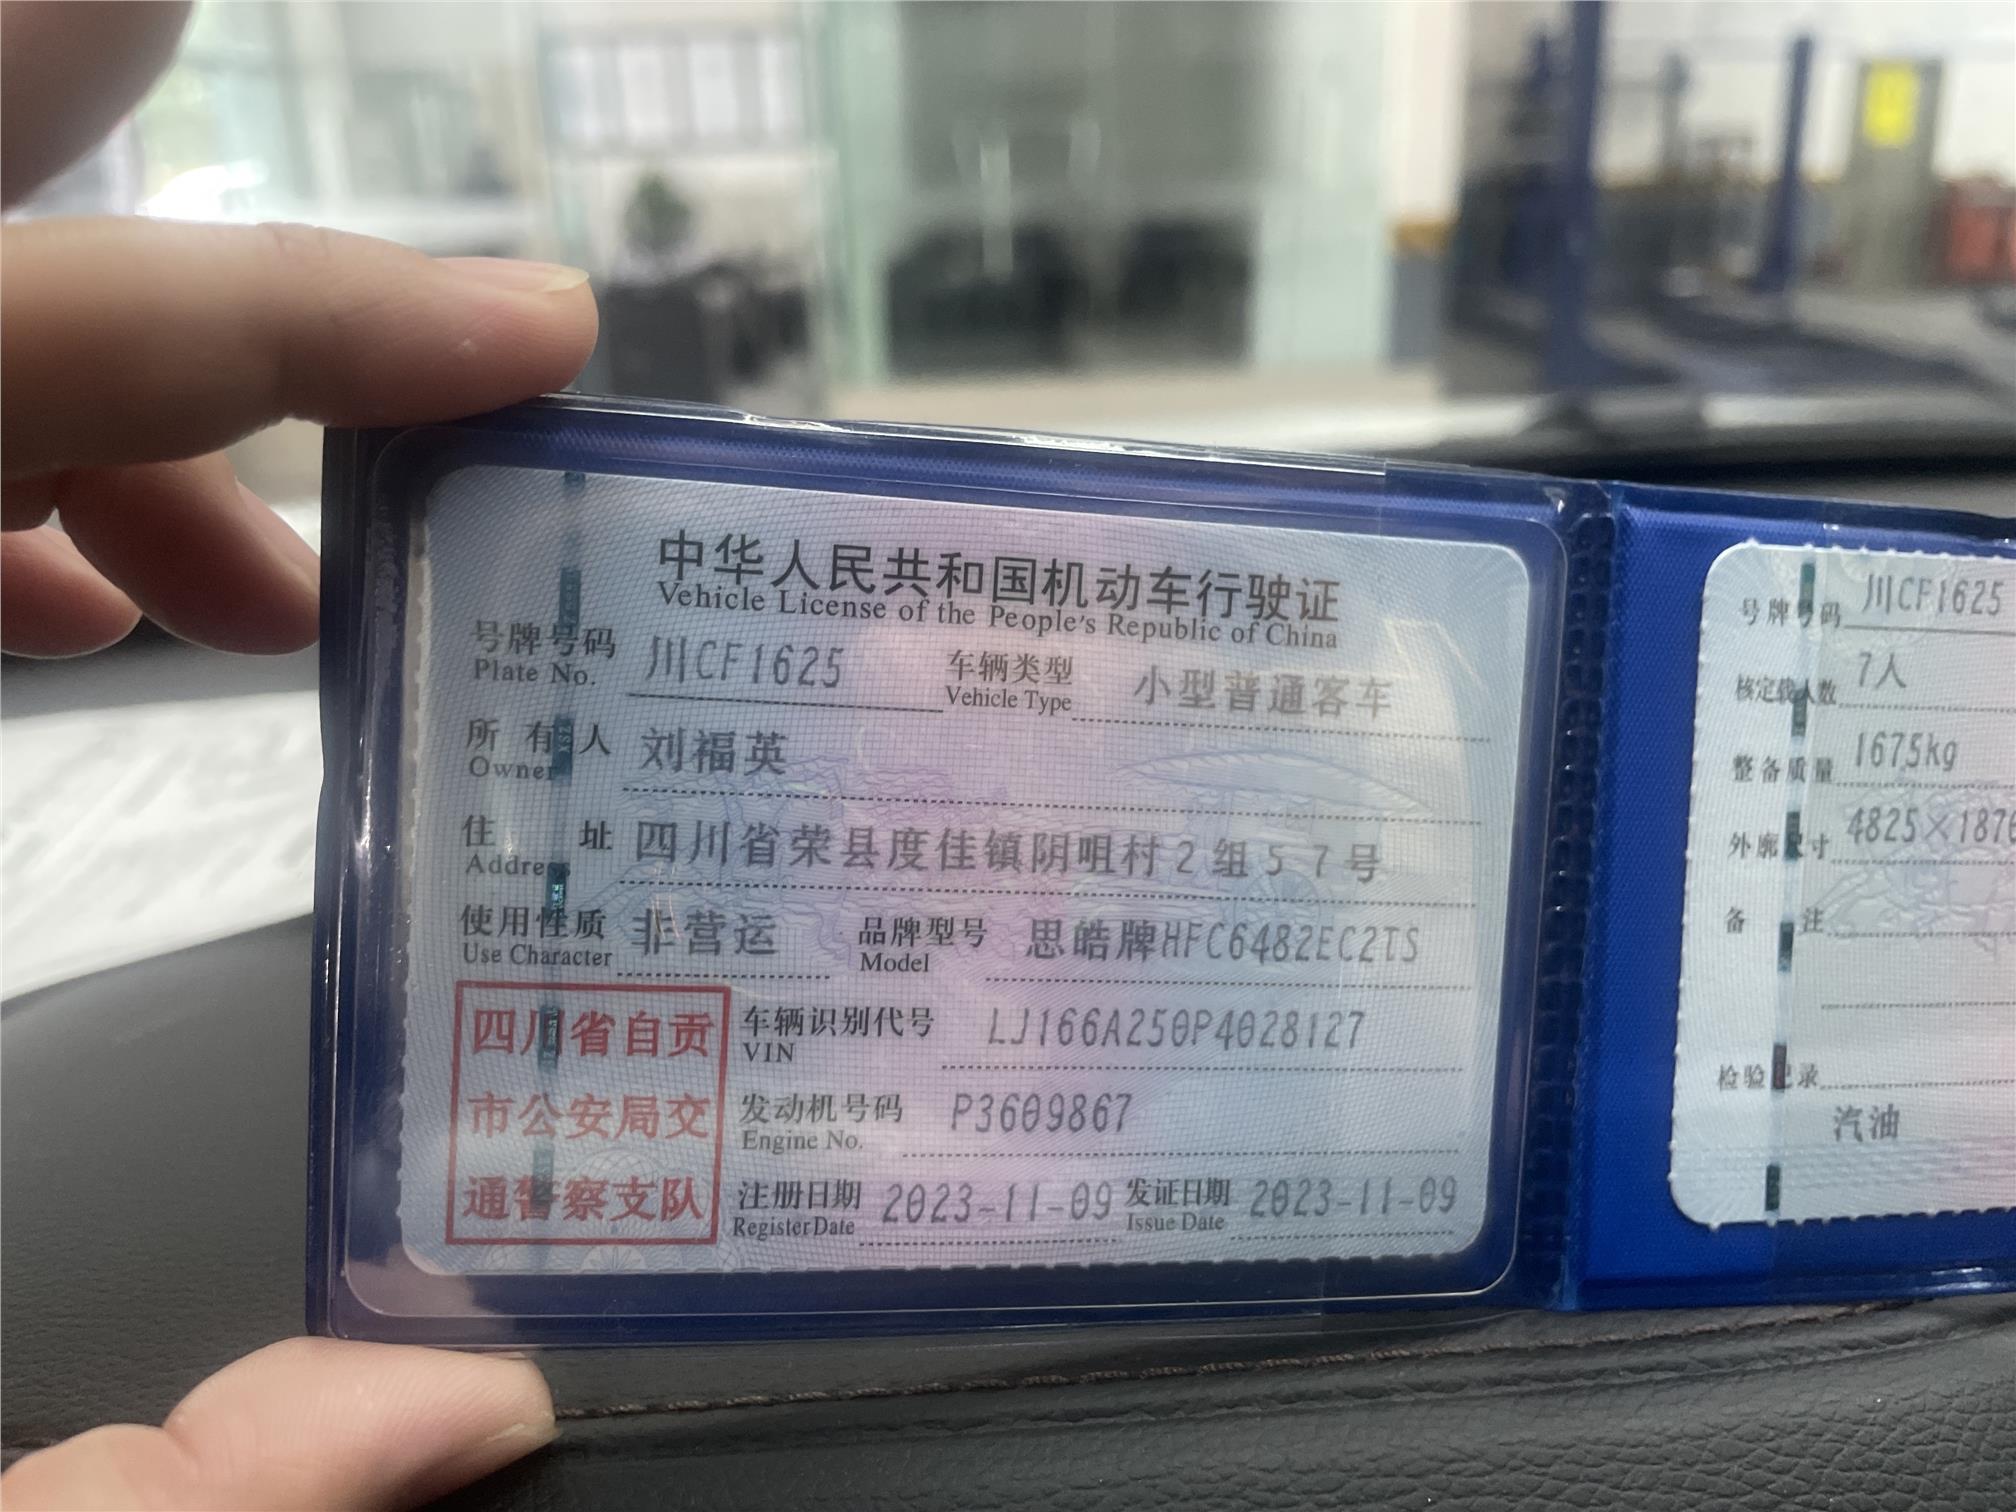 中华人民共和国机动车行驶证
Vehicle License of the People's Republic of China
号牌号码 川CF1625 车辆类型 小型普通客车
Plate No. Vehicle Type
所有人 刘福英
Owner
住址 四川省荣县度佳镇阴咀村2组57号
Address
使用性质 非营运 品牌型号 思皓牌HFC6482EC2TS
Use Character Model
四川省自贡
市公安局交
通警察支队
车辆识别代号 LJ166A250P4028127
VIN
发动机号码 P3609867
Engine No.
注册日期 2023-11-09 发证日期 2023-11-09
Register Date Issue Date
号牌号码 川CF1625
核定载人数 7人
整备质量 1675kg
外廓尺寸 4825×1876
备注
检验记录
汽油